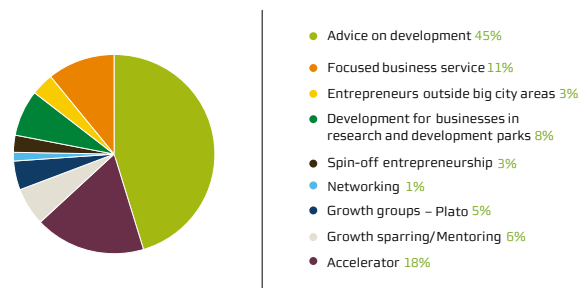 Advice on development 45%
Focused business service 11%
Entrepreneurs outside big city areas 3%
Development for businesses in
research and development parks 8%
Spin-off entrepreneurship 3%
Networking 1%
Growth groups – Plato 5%
Growth sparring/Mentoring 6%
Accelerator 18%